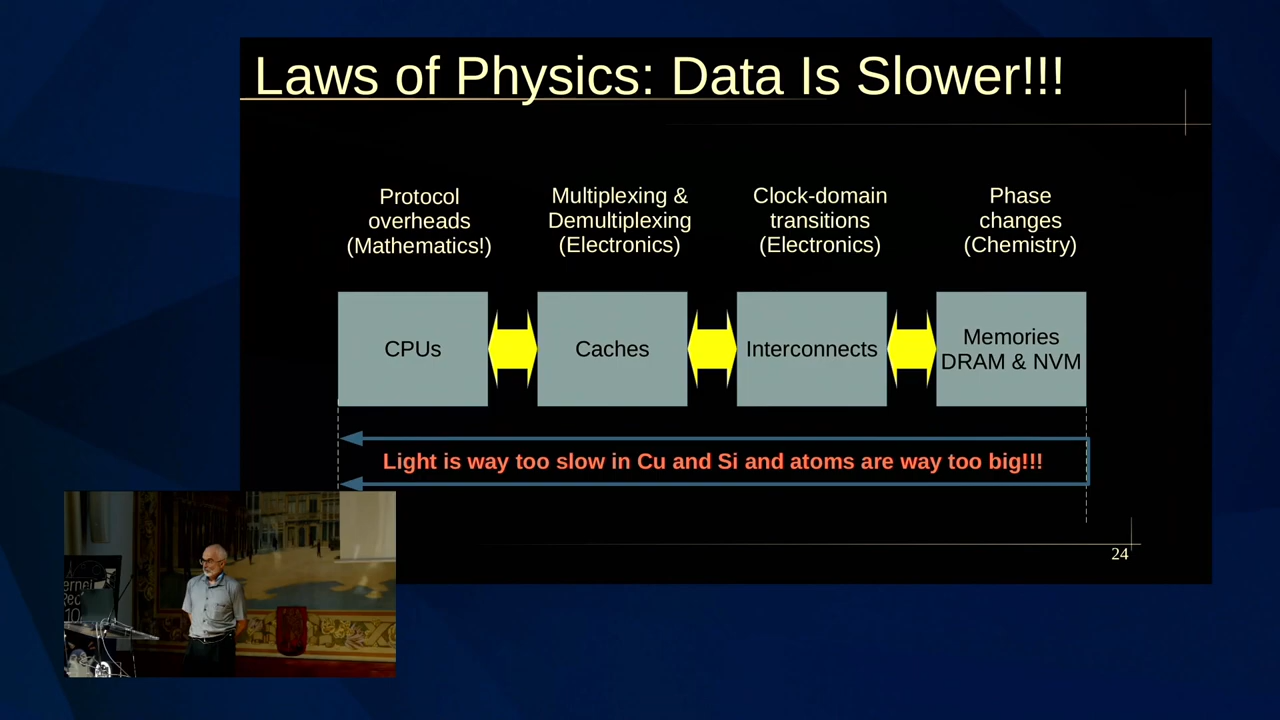 Laws of Physics: Data Is Slower!!!
Protocol
overheads
(Mathematics!)
Multiplexing &
Demultiplexing
(Electronics)
Clock-domain
transitions
(Electronics)
Phase
changes
(Chemistry)
CPUs
Caches
Interconnects
Memories
DRAM & NVM
Light is way too slow in Cu and Si and atoms are way too big!!!
24